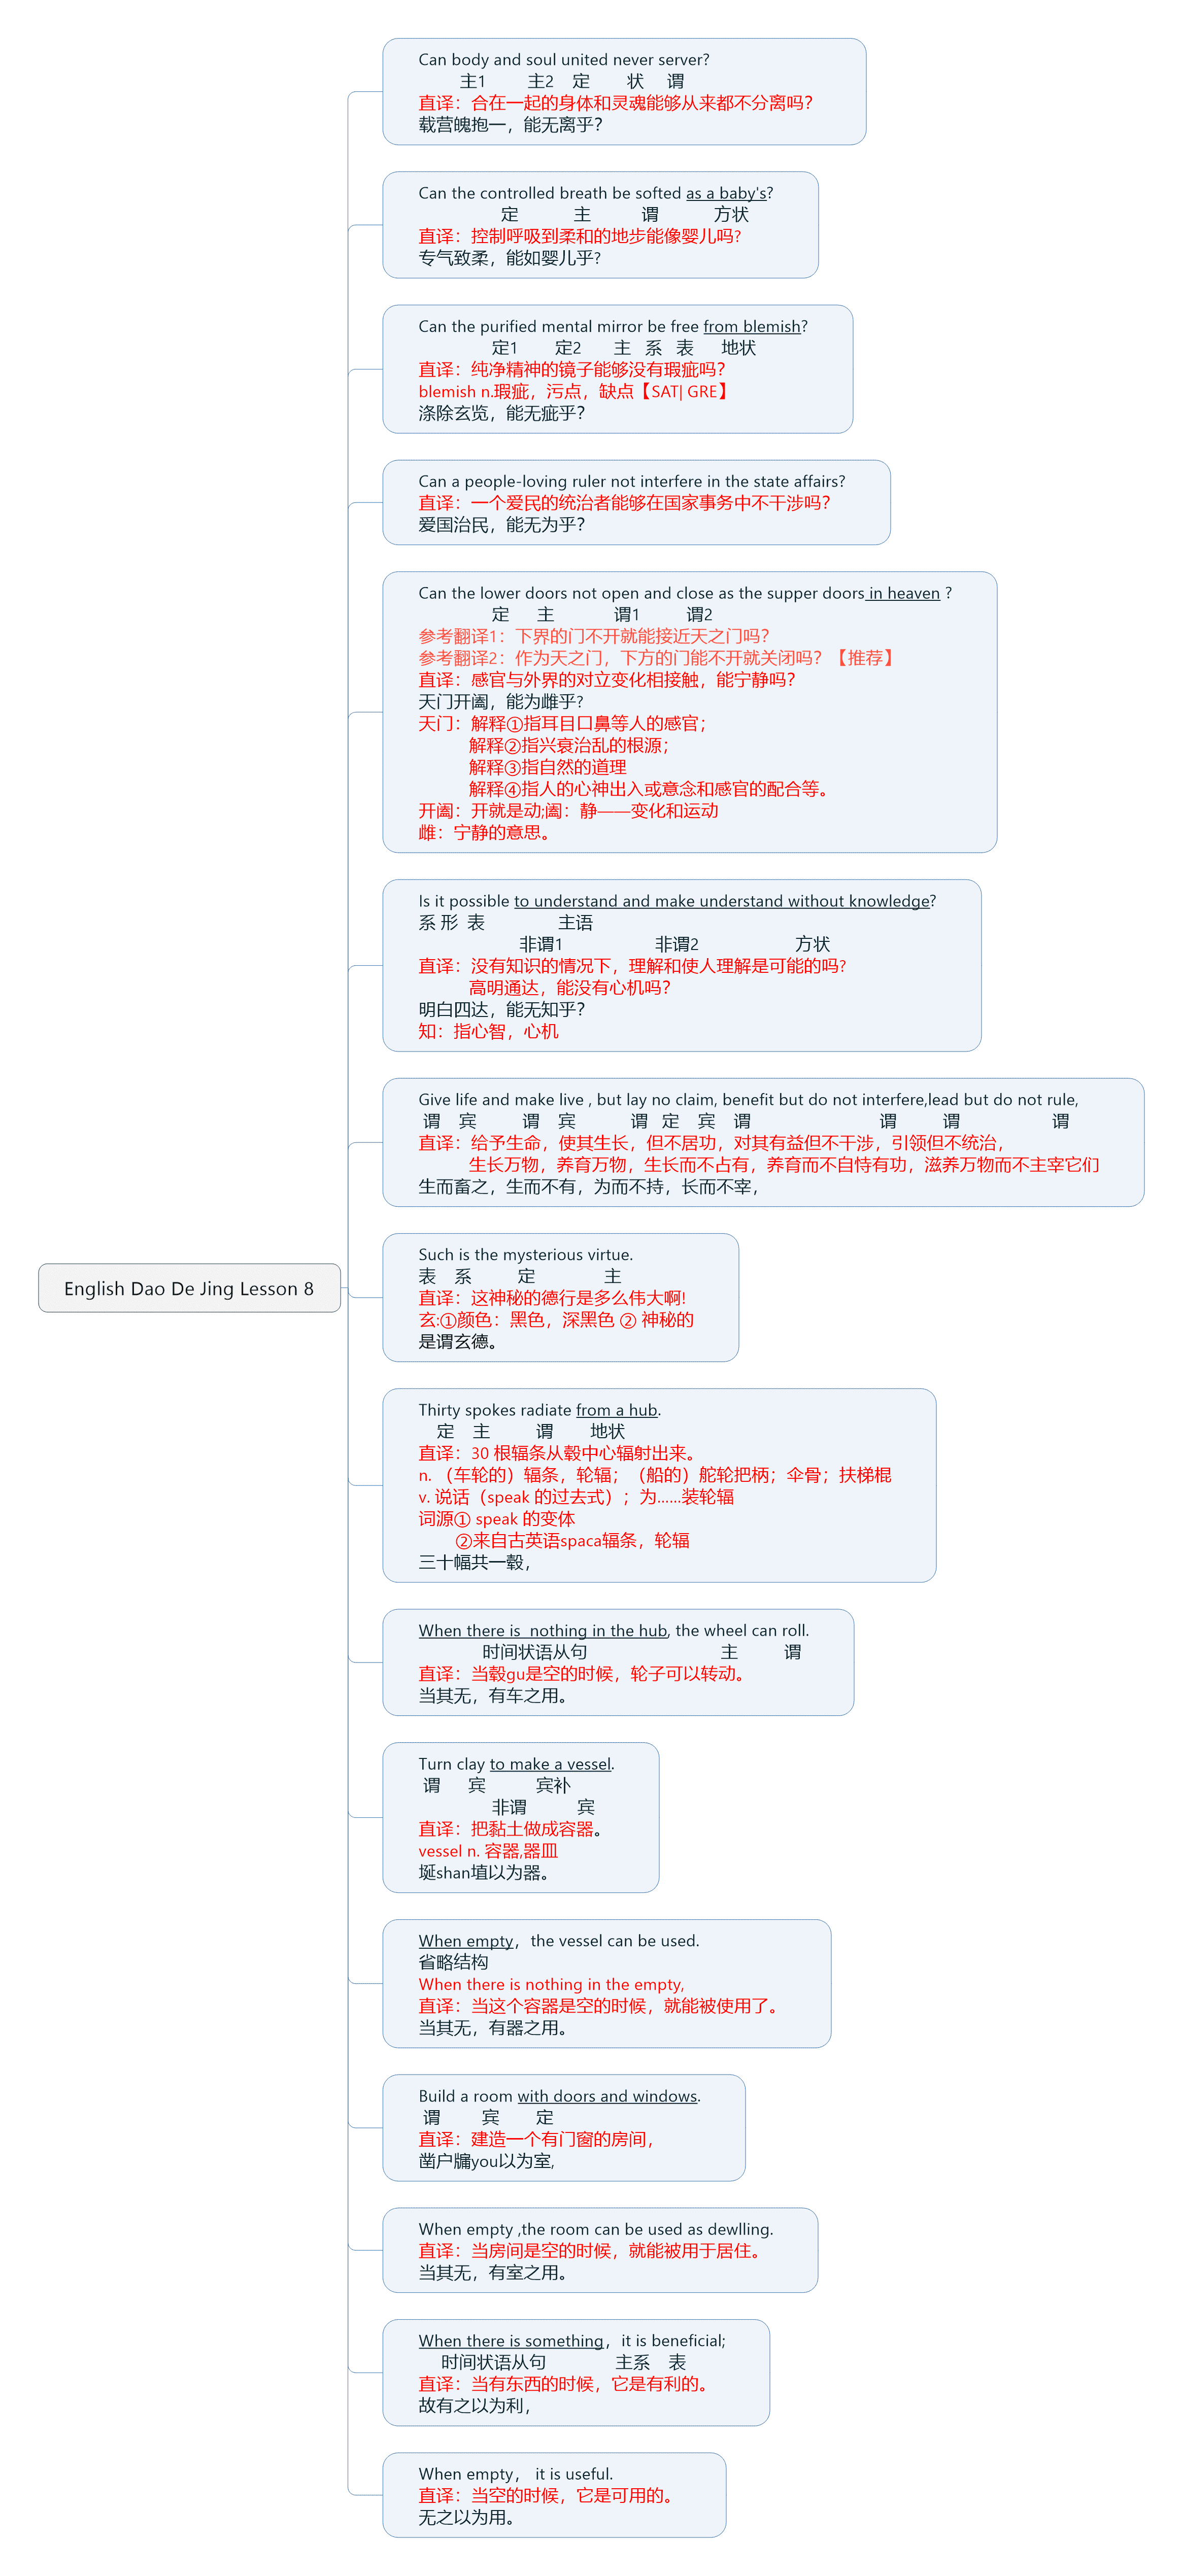 English Dao De Jing Lesson 8
Can body and soul united never server?
主1 主2 定 状 谓
直译：合在一起的身体和灵魂能够从来都不分离吗？
载营魄抱一，能无离乎？
Can the controlled breath be softed as a baby's?
定 主 谓 方状
直译：控制呼吸到柔和的地步能像婴儿吗?
专气致柔，能如婴儿乎?
Can the purified mental mirror be free from blemish?
定1 定2 主 系 表 地状
直译：纯净精神的镜子能够没有瑕疵吗？
blemish n.瑕疵，污点，缺点【SAT| GRE】
涤除玄览，能无疵乎？
Can a people-loving ruler not interfere in the state affairs?
直译：一个爱民的统治者能够在国家事务中不干涉吗？
爱国治民，能无为乎？
Can the lower doors not open and close as the supper doors in heaven ?
定 主 谓1 谓2
参考翻译1：下界的门不开就能接近天之门吗？
参考翻译2：作为天之门，下方的门能不开就关闭吗？【推荐】
直译：感官与外界的对立变化相接触，能宁静吗？
天门开阖，能为雌乎?
天门：解释①指耳目口鼻等人的感官；
解释②指兴衰治乱的根源；
解释③指自然的道理
解释④指人的心神出入或意念和感官的配合等。
开阖：开就是动;阖：静——变化和运动
雌：宁静的意思。
Is it possible to understand and make understand without knowledge?
系 形 表 主语
非谓1 非谓2 方状
直译：没有知识的情况下，理解和使人理解是可能的吗?
高明通达，能没有心机吗？
明白四达，能无知乎？
知：指心智，心机
Give life and make live , but lay no claim, benefit but do not interfere,lead but do not rule,
谓 宾 谓 宾 谓 定 宾 谓 谓 谓 谓
直译：给予生命，使其生长，但不居功，对其有益但不干涉，引领但不统治，
生长万物，养育万物，生长而不占有，养育而不自恃有功，滋养万物而不主宰它们
生而畜之，生而不有，为而不持，长而不宰，
Such is the mysterious virtue.
表 系 定 主
直译：这神秘的德行是多么伟大啊!
玄:①颜色：黑色，深黑色 ② 神秘的
是谓玄德。
Thirty spokes radiate from a hub.
定 主 谓 地状
直译：30 根辐条从毂中心辐射出来。
n. （车轮的）辐条，轮辐；（船的）舵轮把柄；伞骨；扶梯棍
v. 说话（speak 的过去式）；为……装轮辐
词源① speak 的变体
②来自古英语spaca辐条，轮辐
三十幅共一毂，
When there is  nothing in the hub, the wheel can roll.
时间状语从句 主 谓
直译：当毂gu是空的时候，轮子可以转动。
当其无，有车之用。
Turn clay to make a vessel.
谓 宾 宾补
非谓 宾
直译：把黏土做成容器。
vessel n. 容器,器皿
埏shan埴以为器。
When empty，the vessel can be used.
省略结构
When there is nothing in the empty,
直译：当这个容器是空的时候，就能被使用了。
当其无，有器之用。
Build a room with doors and windows.
谓 宾 定
直译：建造一个有门窗的房间，
凿户牖you以为室,
When empty ,the room can be used as dewlling.
直译：当房间是空的时候，就能被用于居住。
当其无，有室之用。
When there is something，it is beneficial;
时间状语从句 主系 表
直译：当有东西的时候，它是有利的。
故有之以为利，
When empty， it is useful.
直译：当空的时候，它是可用的。
无之以为用。